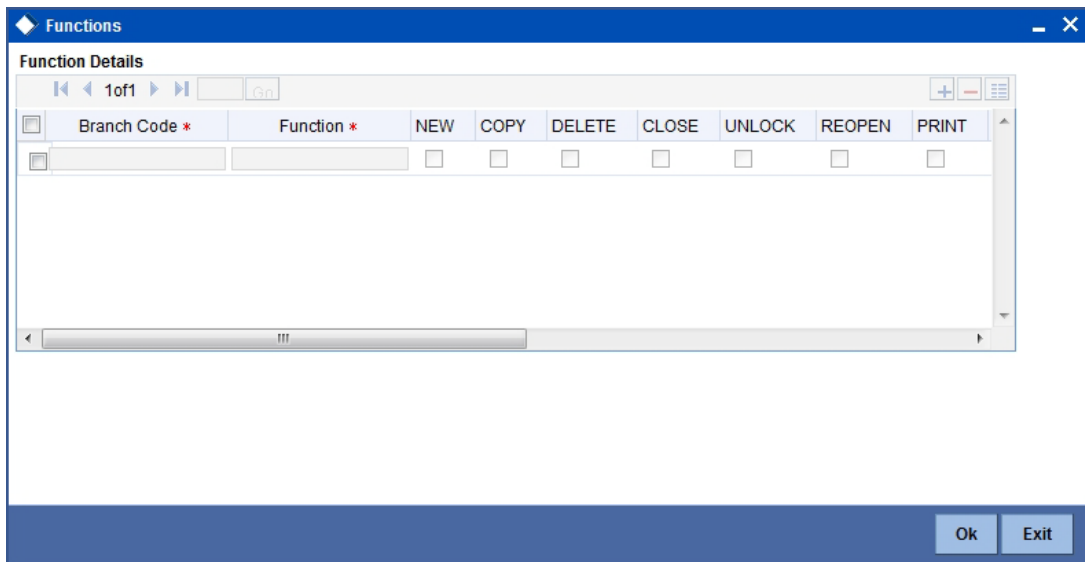 Functions
Function Details
1of1 Go
Branch Code * Function * NEW COPY DELETE CLOSE UNLOCK REOPEN PRINT
Ok Exit